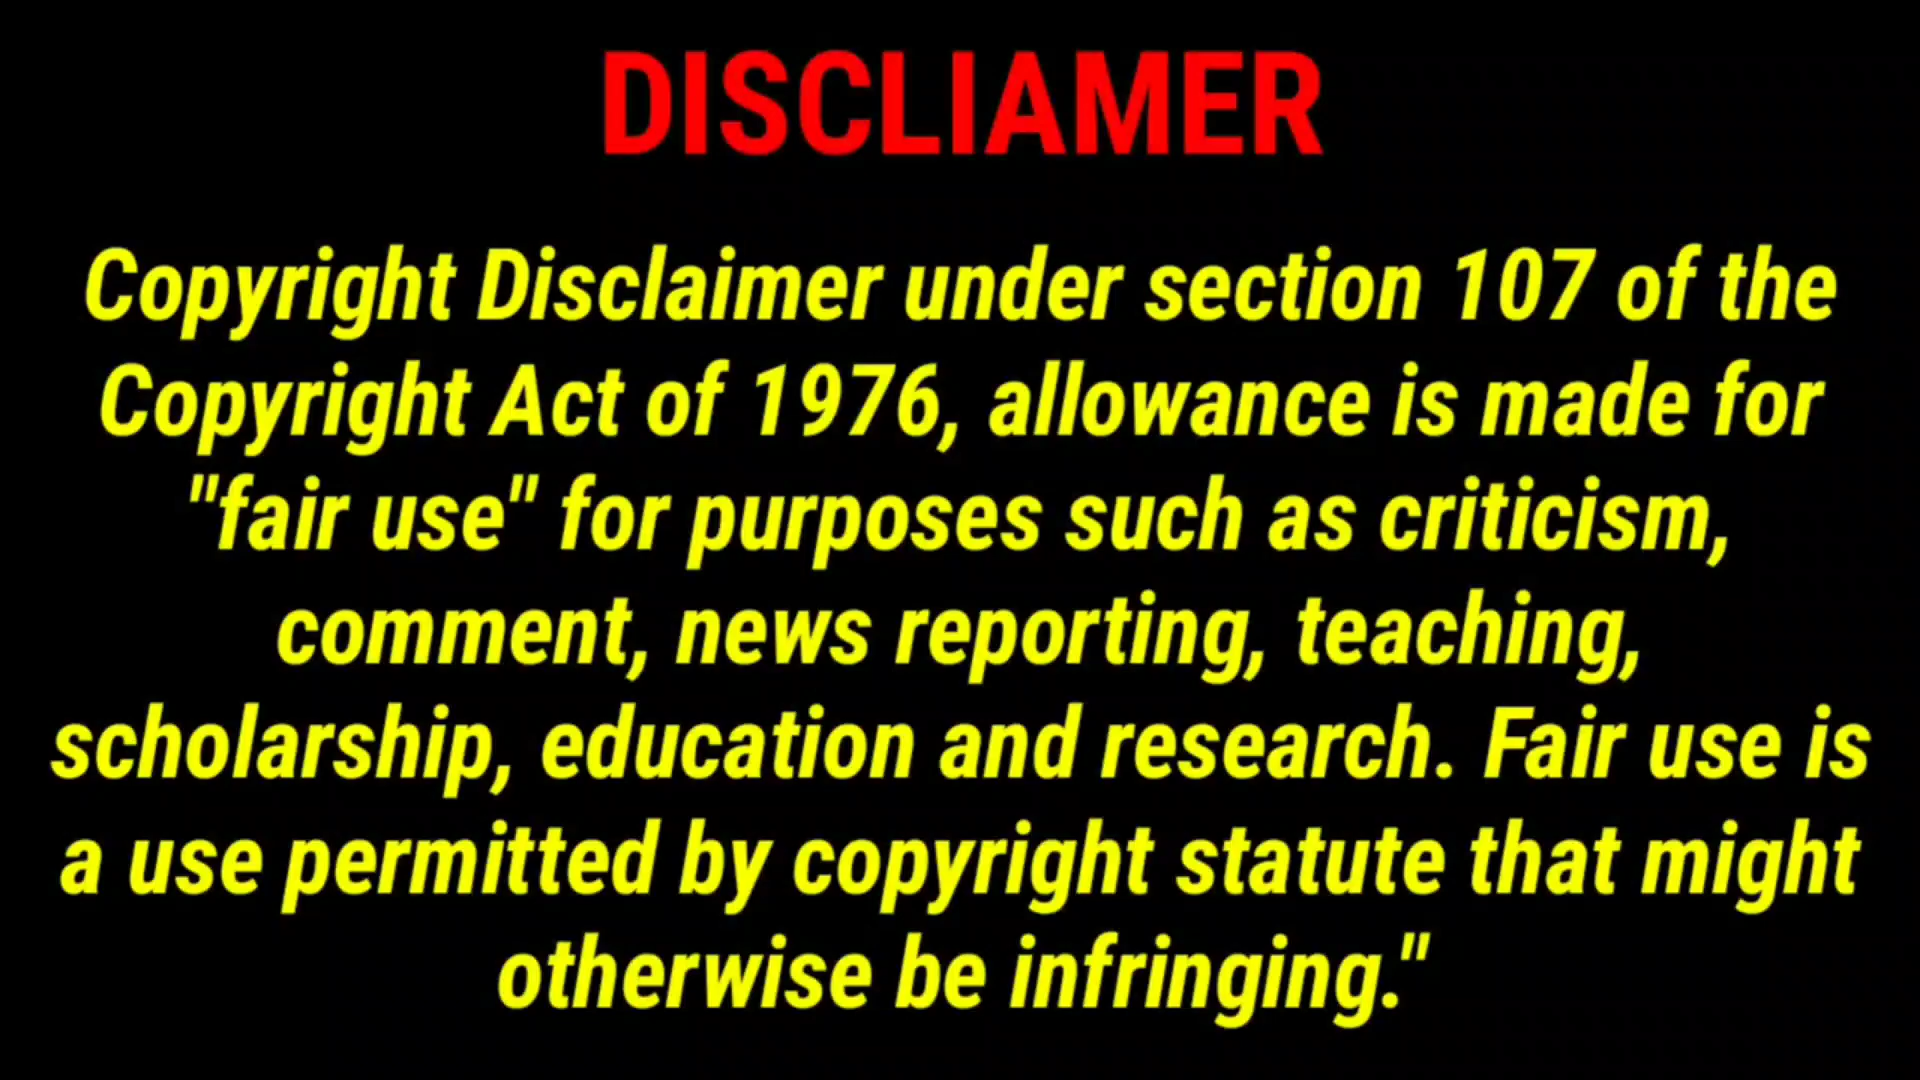 DISCLIAMER
Copyright Disclaimer under section 107 of the
Copyright Act of 1976, allowance is made for
"fair use" for purposes such as criticism,
comment, news reporting, teaching,
scholarship, education and research. Fair use is
a use permitted by copyright statute that might
otherwise be infringing."